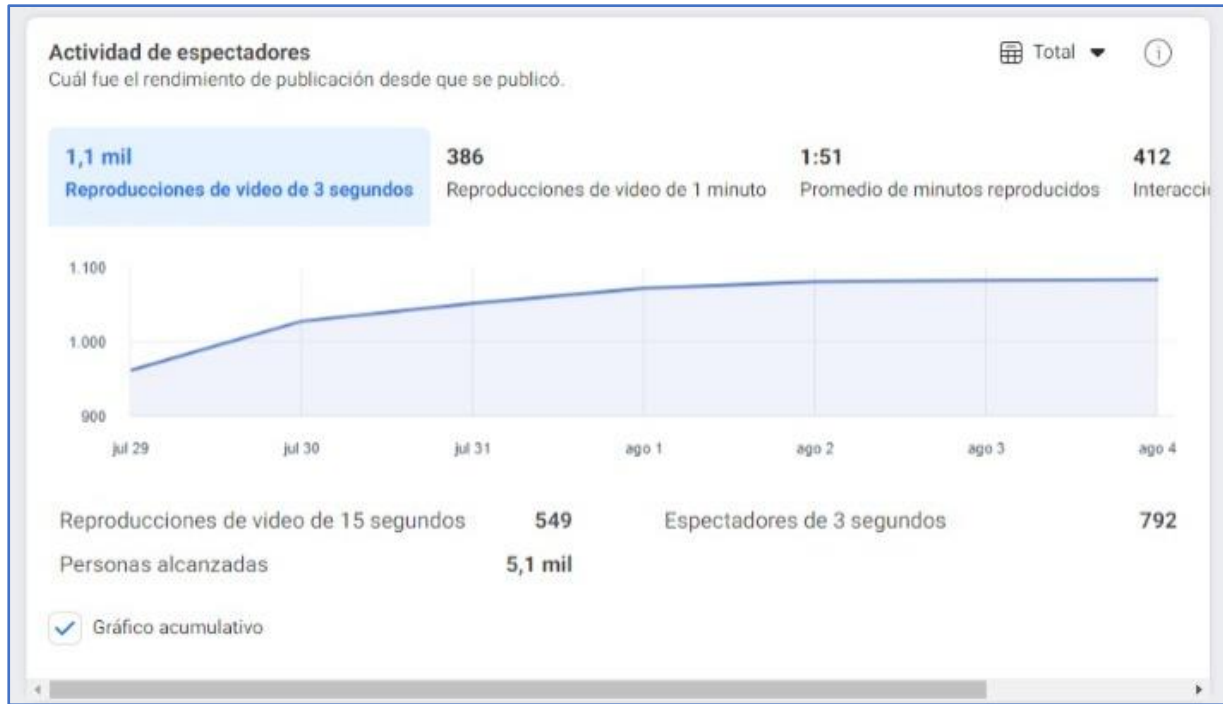 Actividad de espectadores
Total
Cuál fue el rendimiento de publicación desde que se publicó.
1,1 mil 386 1:51 412
Reproducciones de video de 3 segundos Reproducciones de video de 1 minuto Promedio de minutos reproducidos
1.100
1.000
900
jul 29 jul 30 jul 31 ago 1 ago 2 ago 3 ago 4
Reproducciones de video de 15 segundos 549 Espectadores de 3 segundos 792
Personas alcanzadas 5,1 mil
Gráfico acumulativo